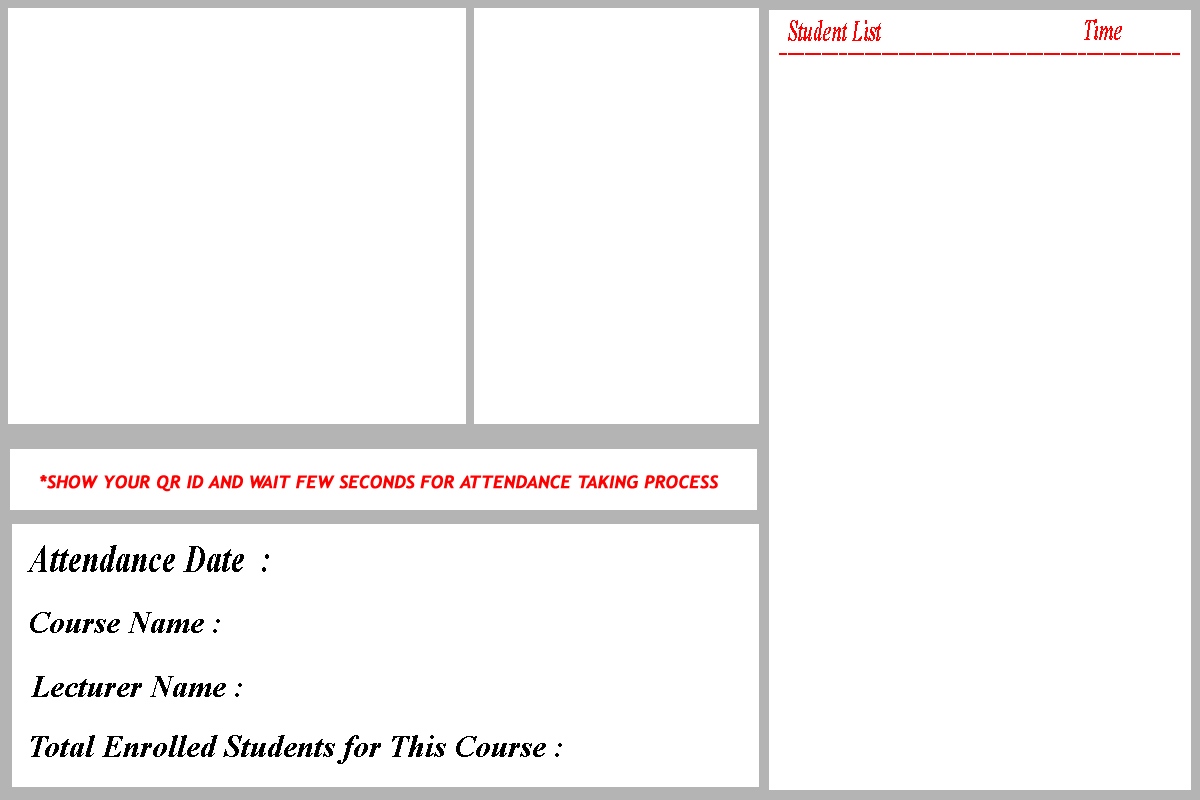 Student List Time
*SHOW YOUR QR ID AND WAIT FEW SECONDS FOR ATTENDANCE TAKING PROCESS
Attendance Date :
Course Name :
Lecturer Name :
Total Enrolled Students for This Course :